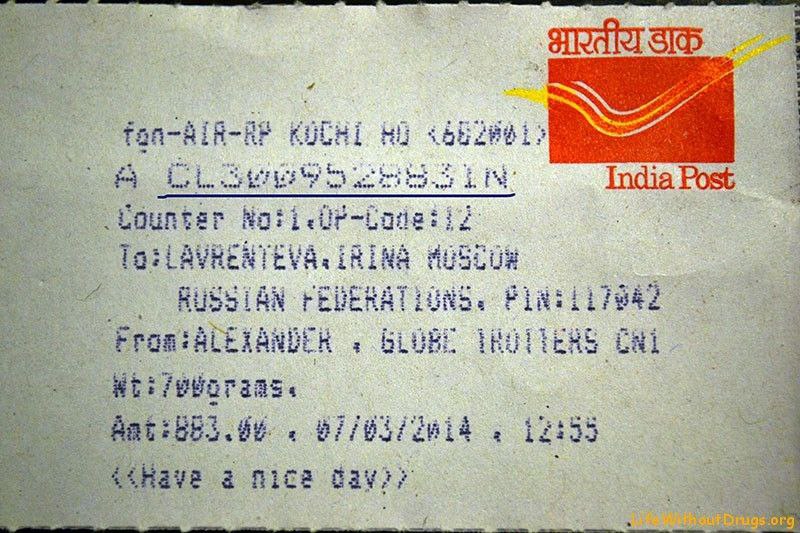 भारतीय डाक
India Post
fgn-AIR-RP KOCHI HO <682001>
A CL300952883IN
Counter No:1,OP-Code:12
To:LAVRENTEVA,IRINA MOSCOW
RUSSIAN FEDERATIONS, PIN:117042
From:ALEXANDER , GLOBE TROTTERS CN1
Wt:700grams,
Amt:883.00 , 07/03/2014 , 12:55
<<Have a nice day>>
LifeWithoutDrugs.org